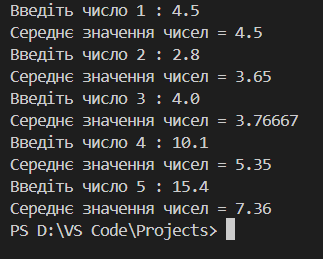 Введіть число 1 : 4.5
Середнє значення чисел = 4.5
Введіть число 2 : 2.8
Середнє значення чисел = 3.65
Введіть число 3 : 4.0
Середнє значення чисел = 3.76667
Введіть число 4 : 10.1
Середнє значення чисел = 5.35
Введіть число 5 : 15.4
Середнє значення чисел = 7.36
PS D:\VS Code\Projects>